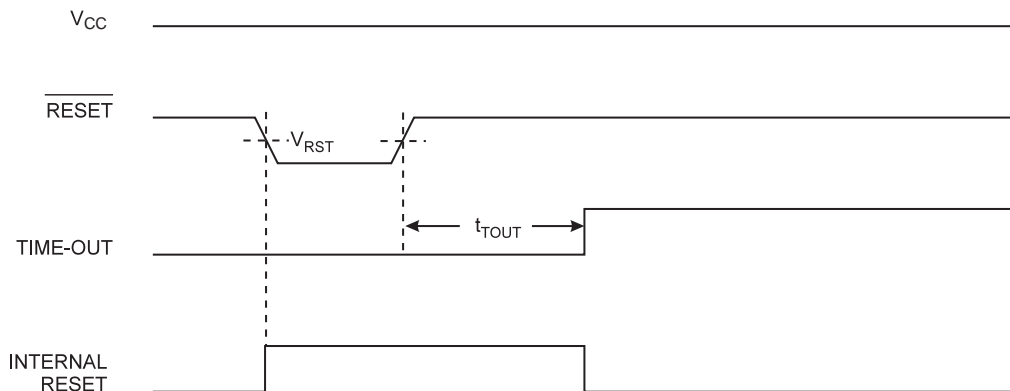 VCC
RESET
VRST
tTOUT
TIME-OUT
INTERNAL
RESET